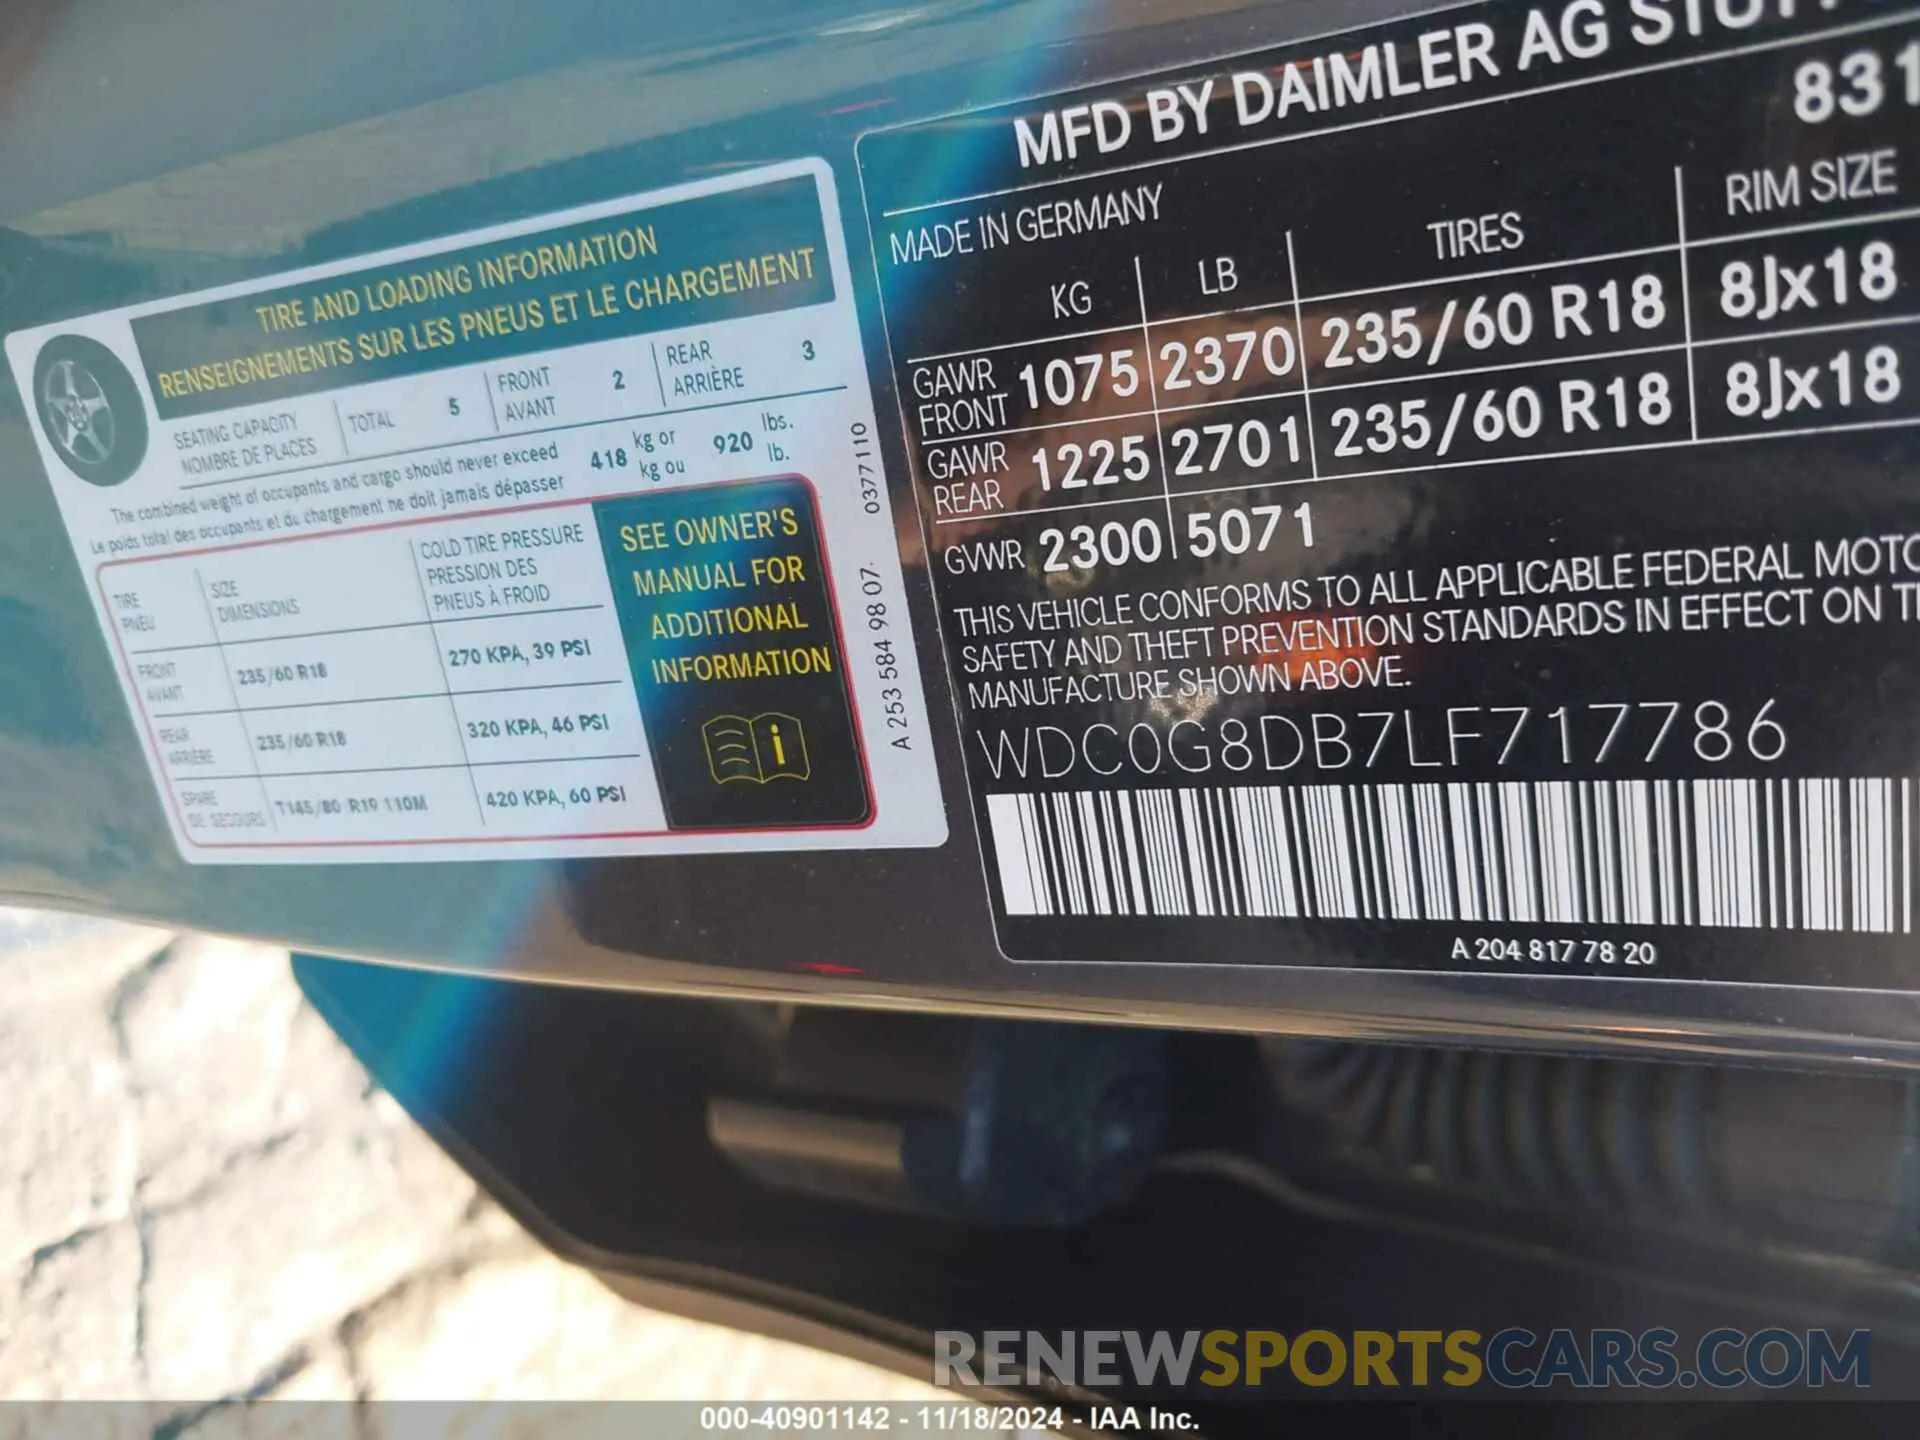 TIRE AND LOADING INFORMATION
RENSEIGNEMENTS SUR LES PNEUS ET LE CHARGEMENT
SEATING CAPACITY
NOMBRE DE PLACES
TOTAL 5
FRONT
AVANT
2
REAR
ARRIÈRE
3
The combined weight of occupants and cargo should never exceed
Le poids total des occupants et du chargement ne doit jamais dépasser
418 kg or
kg ou
920 lbs.
lb.
TIRE
PNEU
SIZE
DIMENSIONS
COLD TIRE PRESSURE
PRESSION DES
PNEUS À FROID
FRONT
AVANT
235/60 R18
270 KPA, 39 PSI
REAR
ARRIÈRE
235/60 R18
320 KPA, 46 PSI
SPARE
DE SECOURS
T145/80 R19 110M
420 KPA, 60 PSI
SEE OWNER'S
MANUAL FOR
ADDITIONAL
INFORMATION
i
A 253 584 98 07. 0377110
MFD BY DAIMLER AG
831
MADE IN GERMANY
KG LB TIRES RIM SIZE
GAWR
FRONT
1075 2370 235/60 R18 8Jx18
GAWR
REAR
1225 2701 235/60 R18 8Jx18
GVWR 2300 5071
THIS VEHICLE CONFORMS TO ALL APPLICABLE FEDERAL MOTO
SAFETY AND THEFT PREVENTION STANDARDS IN EFFECT ON
MANUFACTURE SHOWN ABOVE.
WDC0G8DB7LF717786
A 204 817 78 20
RENEWSPORTSCARS.COM
000-40901142 - 11/18/2024 - IAA Inc.